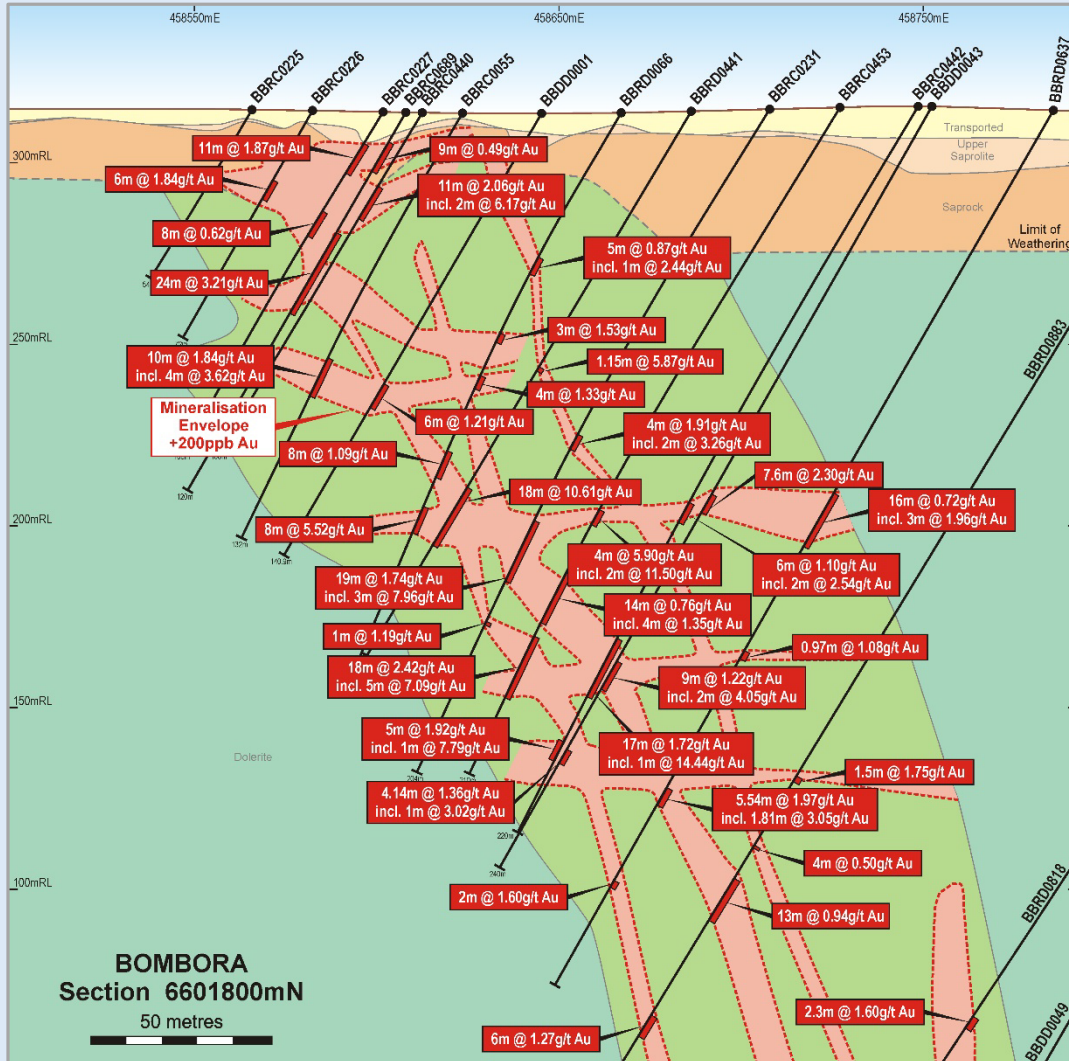 458550mE
458650mE
458750mE
BBRC0225
BBRC0226
BBRC0227
BBRC0689
BBRC0440
BBRC0055
BBDD0001
BBRD0066
BBRD0441
BBRC0231
BBRC0453
BBRC0442
BBDD0043
BBRD0637
Transported
Upper
Saprolite
Saprock
Limit of
Weathering
300mRL
11m @ 1.87g/t Au
9m @ 0.49g/t Au
6m @ 1.84g/t Au
11m @ 2.06g/t Au
incl. 2m @ 6.17g/t Au
8m @ 0.62g/t Au
24m @ 3.21g/t Au
5m @ 0.87g/t Au
incl. 1m @ 2.44g/t Au
250mRL
3m @ 1.53g/t Au
BBRD0883
10m @ 1.84g/t Au
incl. 4m @ 3.62g/t Au
1.15m @ 5.87g/t Au
4m @ 1.33g/t Au
Mineralisation
Envelope
+200ppb Au
6m @ 1.21g/t Au
4m @ 1.91g/t Au
incl. 2m @ 3.26g/t Au
8m @ 1.09g/t Au
7.6m @ 2.30g/t Au
120m
18m @ 10.61g/t Au
16m @ 0.72g/t Au
incl. 3m @ 1.96g/t Au
200mRL
8m @ 5.52g/t Au
132m
140.6m
4m @ 5.90g/t Au
incl. 2m @ 11.50g/t Au
6m @ 1.10g/t Au
incl. 2m @ 2.54g/t Au
19m @ 1.74g/t Au
incl. 3m @ 7.96g/t Au
14m @ 0.76g/t Au
incl. 4m @ 1.35g/t Au
1m @ 1.19g/t Au
0.97m @ 1.08g/t Au
18m @ 2.42g/t Au
incl. 5m @ 7.09g/t Au
9m @ 1.22g/t Au
incl. 2m @ 4.05g/t Au
150mRL
5m @ 1.92g/t Au
incl. 1m @ 7.79g/t Au
17m @ 1.72g/t Au
incl. 1m @ 14.44g/t Au
Dolerite
204m
1.5m @ 1.75g/t Au
4.14m @ 1.36g/t Au
incl. 1m @ 3.02g/t Au
5.54m @ 1.97g/t Au
incl. 1.81m @ 3.05g/t Au
220m
240m
4m @ 0.50g/t Au
100mRL
2m @ 1.60g/t Au
13m @ 0.94g/t Au
BBRD0818
BOMBORA
Section 6601800mN
50 metres
6m @ 1.27g/t Au
2.3m @ 1.60g/t Au
BBDD0049